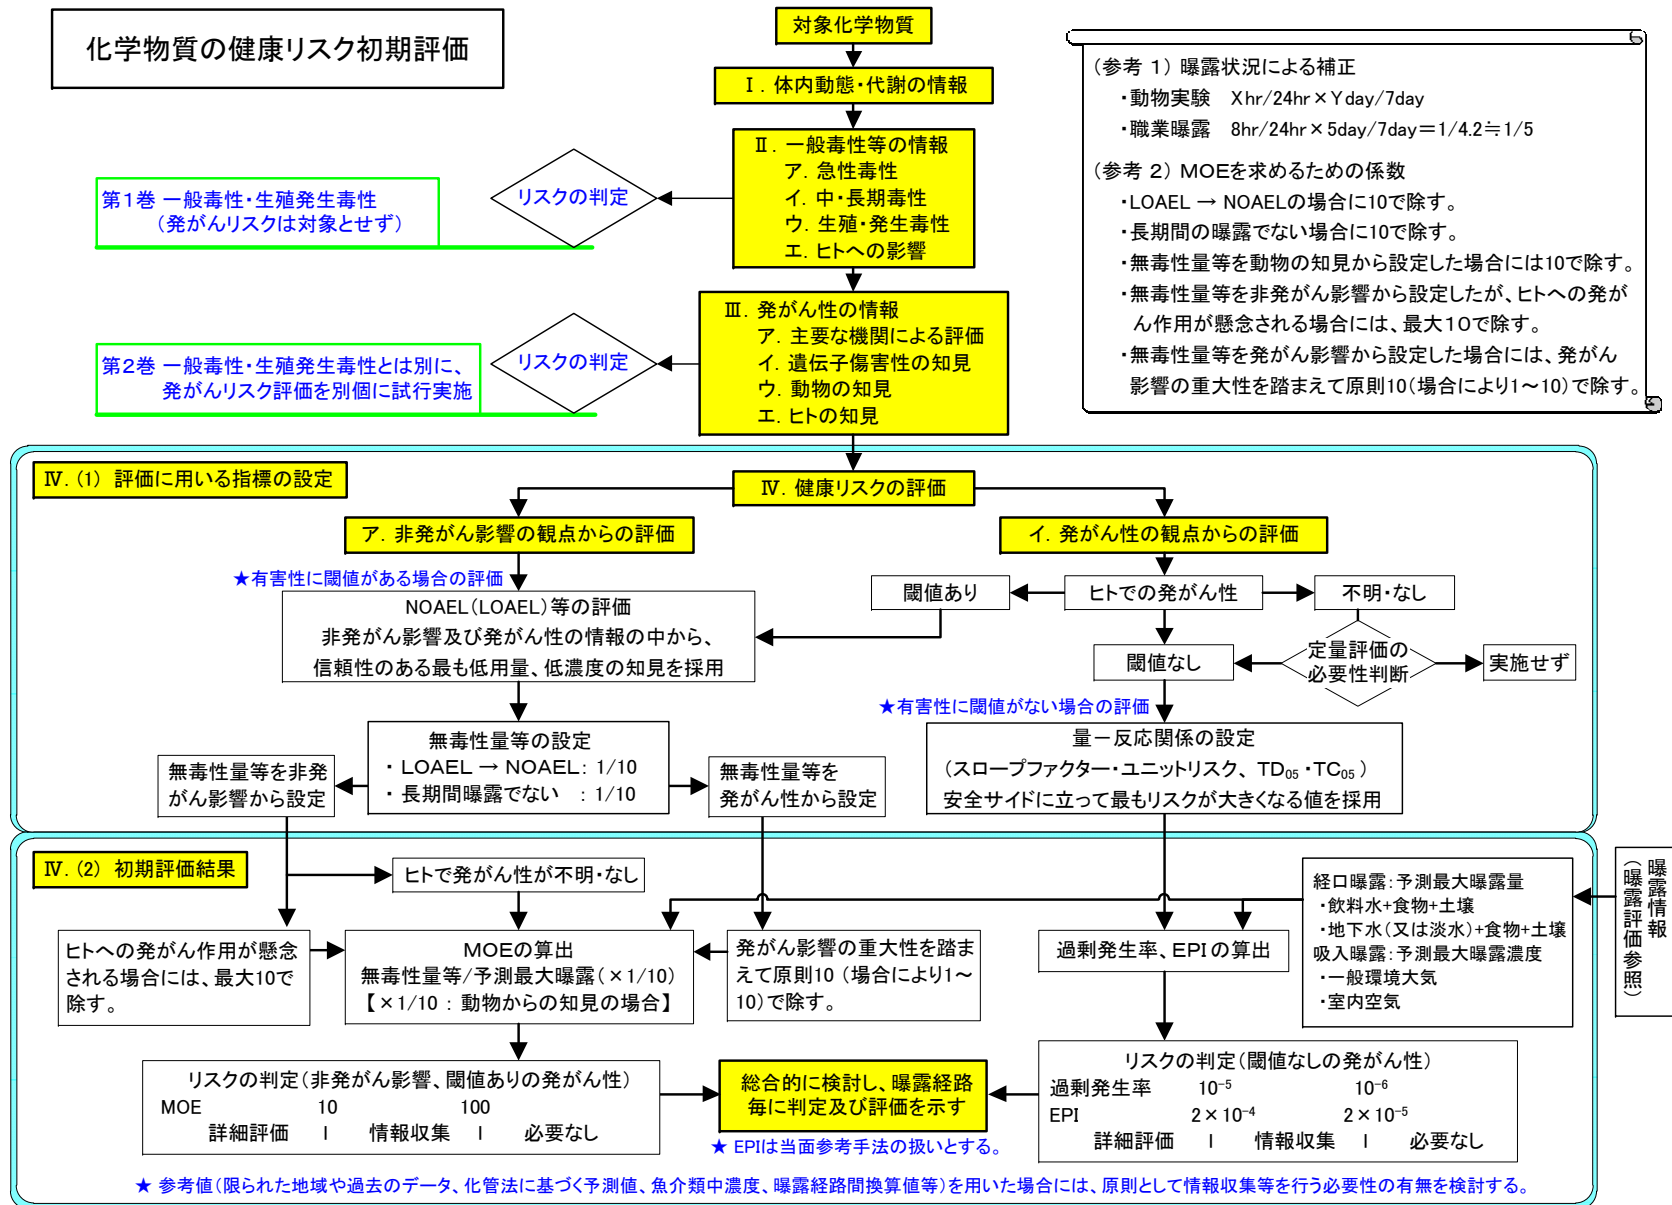 化学物質の健康リスク初期評価
対象化学物質
Ⅰ. 体内動態・代謝の情報
Ⅱ. 一般毒性等の情報
ア. 急性毒性
イ. 中・長期毒性
ウ. 生殖・発生毒性
エ. ヒトへの影響
リスクの判定
第1巻 一般毒性・生殖発生毒性
(発がんリスクは対象とせず)
Ⅲ. 発がん性の情報
ア. 主要な機関による評価
イ. 遺伝子傷害性の知見
ウ. 動物の知見
エ. ヒトの知見
リスクの判定
第2巻 一般毒性・生殖発生毒性とは別に、
発がんリスク評価を別個に試行実施
(参考 1) 曝露状況による補正
・動物実験 Xhr/24hr×Yday/7day
・職業曝露 8hr/24hr×5day/7day=1/4.2≒1/5
(参考 2) MOEを求めるための係数
・LOAEL → NOAELの場合に10で除す。
・長期間の曝露でない場合に10で除す。
・無毒性量等を動物の知見から設定した場合には10で除す。
・無毒性量等を非発がん影響から設定したが、ヒトへの発が
ん作用が懸念される場合には、最大10で除す。
・無毒性量等を発がん影響から設定した場合には、発がん
影響の重大性を踏まえて原則10(場合により1~10)で除す。
Ⅳ. (1) 評価に用いる指標の設定
Ⅳ. 健康リスクの評価
ア. 非発がん影響の観点からの評価
イ. 発がん性の観点からの評価
★有害性に閾値がある場合の評価
NOAEL(LOAEL)等の評価
非発がん影響及び発がん性の情報の中から、
信頼性のある最も低用量、低濃度の知見を採用
閾値あり
ヒトでの発がん性
不明・なし
閾値なし
定量評価の
必要性判断
実施せず
★有害性に閾値がない場合の評価
無毒性量等の設定
・ LOAEL → NOAEL: 1/10
・ 長期間曝露でない : 1/10
無毒性量等を非発
がん影響から設定
無毒性量等を
発がん性から設定
量-反応関係の設定
(スロープファクター・ユニットリスク、TD₀₅・TC₀₅)
安全サイドに立って最もリスクが大きくなる値を採用
Ⅳ. (2) 初期評価結果
ヒトで発がん性が不明・なし
ヒトへの発がん作用が懸念
される場合には、最大10で
除す。
MOEの算出
無毒性量等/予測最大曝露(×1/10)
【×1/10 : 動物からの知見の場合】
発がん影響の重大性を踏ま
えて原則10 (場合により1~
10)で除す。
過剰発生率、EPIの算出
経口曝露:予測最大曝露量
・飲料水+食物+土壌
・地下水(又は淡水)+食物+土壌
吸入曝露:予測最大曝露濃度
・一般環境大気
・室内空気
曝露情報
(曝露評価参照)
リスクの判定(非発がん影響、閾値ありの発がん性)
MOE 10 100
詳細評価 | 情報収集 | 必要なし
総合的に検討し、曝露経路
毎に判定及び評価を示す
★ EPIは当面参考手法の扱いとする。
リスクの判定(閾値なしの発がん性)
過剰発生率 10⁻⁵ 10⁻⁶
EPI 2×10⁻⁴ 2×10⁻⁵
詳細評価 | 情報収集 | 必要なし
★ 参考値(限られた地域や過去のデータ、化管法に基づく予測値、魚介類中濃度、曝露経路間換算値等)を用いた場合には、原則として情報収集等を行う必要性の有無を検討する。